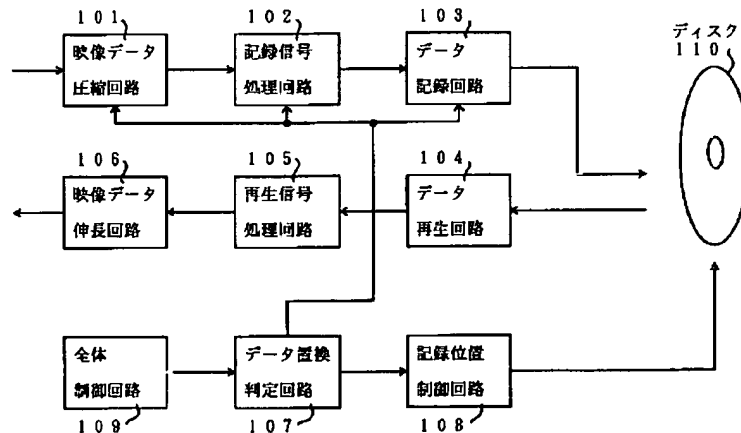 101
映像データ
圧縮回路
102
記録信号
処理回路
103
データ
記録回路
ディスク
110
106
映像データ
伸長回路
105
再生信号
処理回路
104
データ
再生回路
全体
制御回路
109
データ置換
判定回路
107
記録位置
制御回路
108